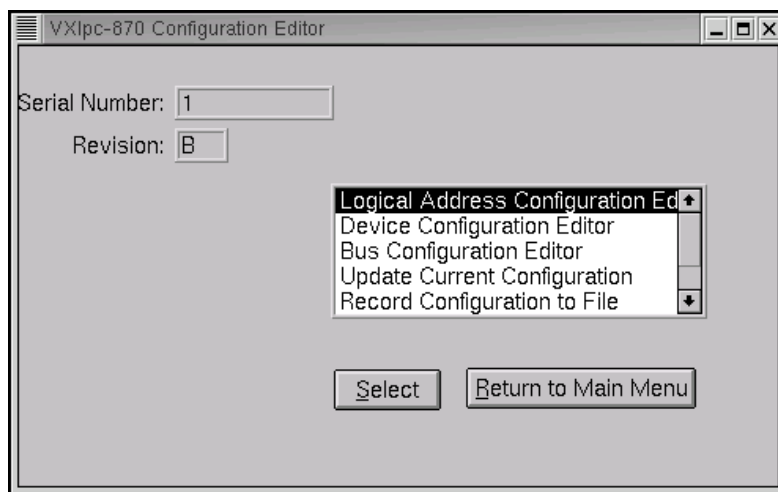 VXIpc-870 Configuration Editor
Serial Number: 1
Revision: B
Logical Address Configuration Ed
Device Configuration Editor
Bus Configuration Editor
Update Current Configuration
Record Configuration to File
Select Return to Main Menu